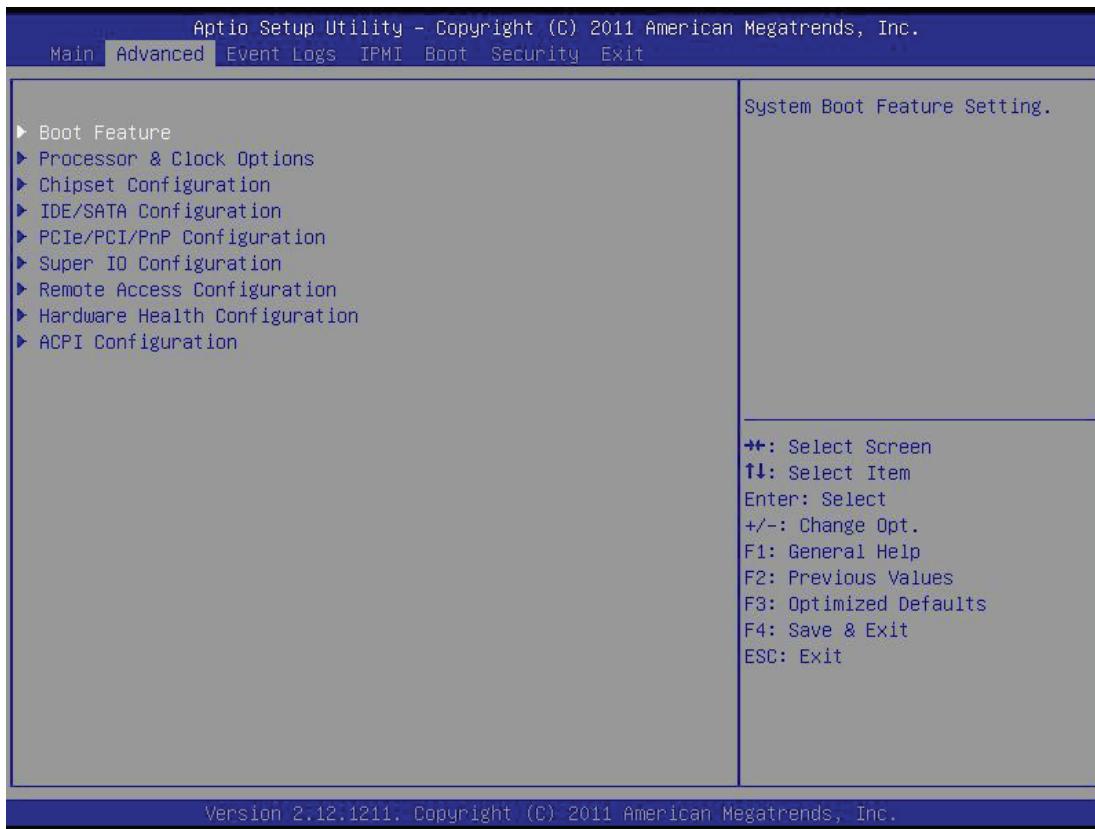 Aptio Setup Utility – Copyright (C) 2011 American Megatrends, Inc.
Main Advanced Event Logs IPMI Boot Security Exit
▶ Boot Feature
▶ Processor & Clock Options
▶ Chipset Configuration
▶ IDE/SATA Configuration
▶ PCIe/PCI/PnP Configuration
▶ Super IO Configuration
▶ Remote Access Configuration
▶ Hardware Health Configuration
▶ ACPI Configuration
System Boot Feature Setting.
→←: Select Screen
↑↓: Select Item
Enter: Select
+/-: Change Opt.
F1: General Help
F2: Previous Values
F3: Optimized Defaults
F4: Save & Exit
ESC: Exit
Version 2.12.1211. Copyright (C) 2011 American Megatrends, Inc.